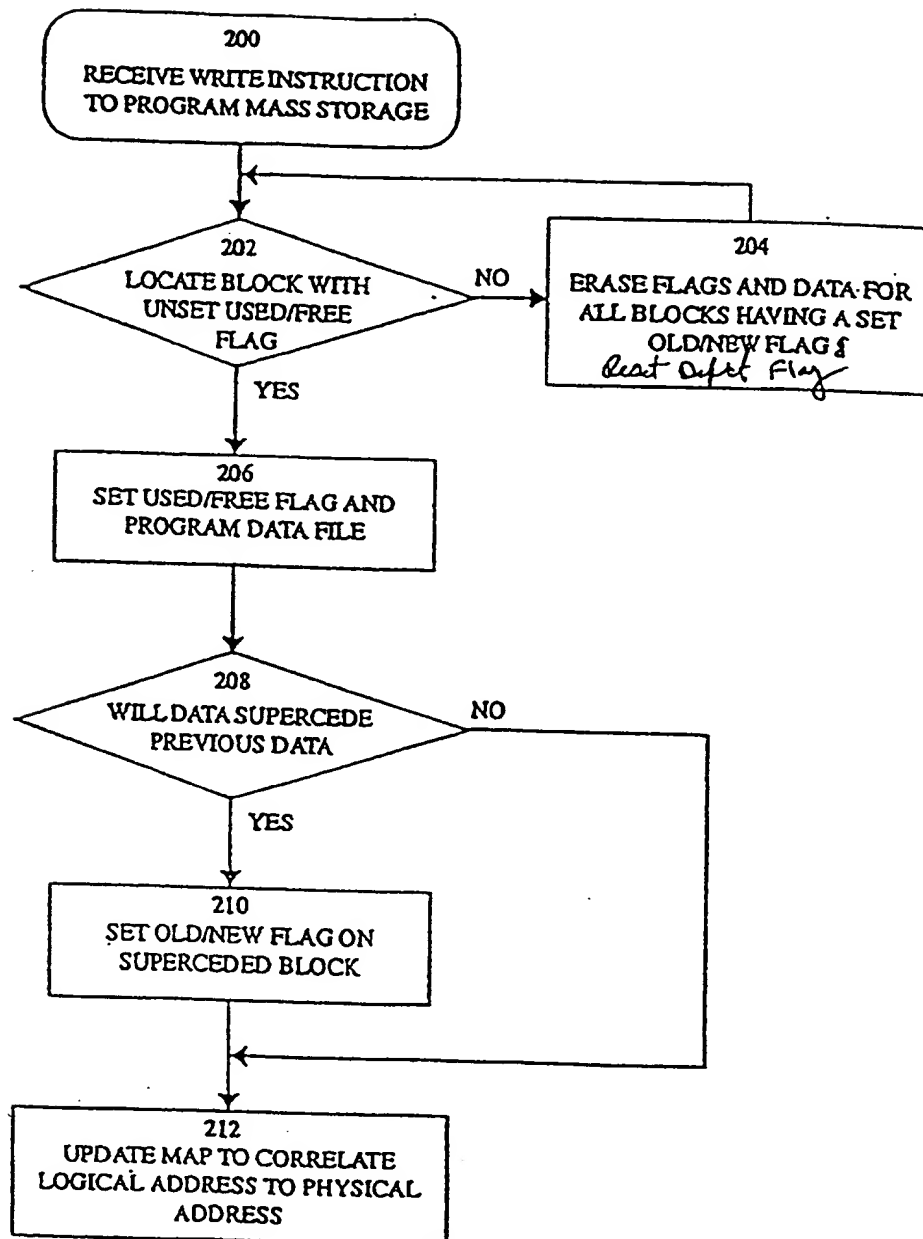 200
RECEIVE WRITE INSTRUCTION
TO PROGRAM MASS STORAGE
202
LOCATE BLOCK WITH
UNSET USED/FREE
FLAG
NO
204
ERASE FLAGS AND DATA FOR
ALL BLOCKS HAVING A SET
OLD/NEW FLAG &
Reset Flag
YES
206
SET USED/FREE FLAG AND
PROGRAM DATA FILE
208
WILL DATA SUPERCEDE
PREVIOUS DATA
NO
YES
210
SET OLD/NEW FLAG ON
SUPERCEDED BLOCK
212
UPDATE MAP TO CORRELATE
LOGICAL ADDRESS TO PHYSICAL
ADDRESS